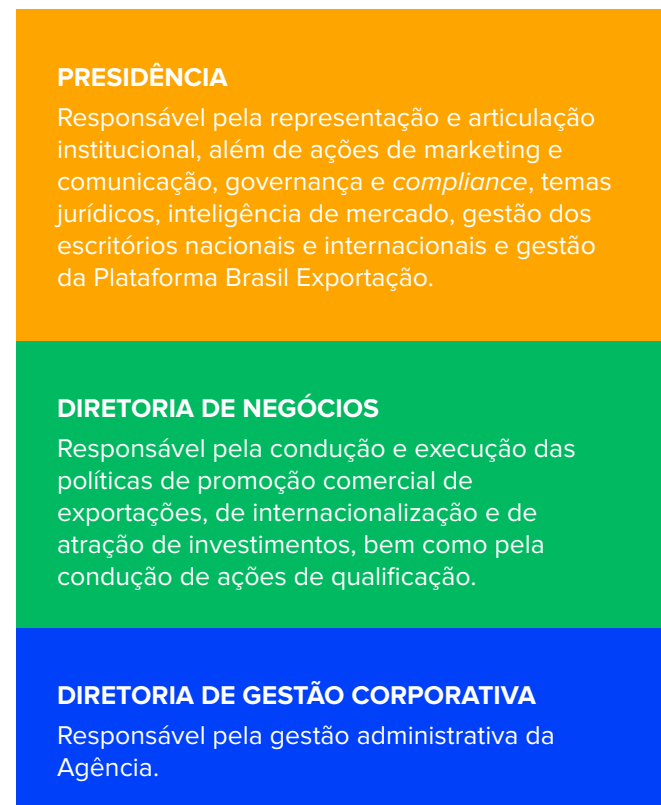 PRESIDÊNCIA
Responsável pela representação e articulação
institucional, além de ações de marketing e
comunicação, governança e compliance, temas
jurídicos, inteligência de mercado, gestão dos
escritórios nacionais e internacionais e gestão
da Plataforma Brasil Exportação.
DIRETORIA DE NEGÓCIOS
Responsável pela condução e execução das
políticas de promoção comercial de
exportações, de internacionalização e de
atração de investimentos, bem como pela
condução de ações de qualificação.
DIRETORIA DE GESTÃO CORPORATIVA
Responsável pela gestão administrativa da
Agência.